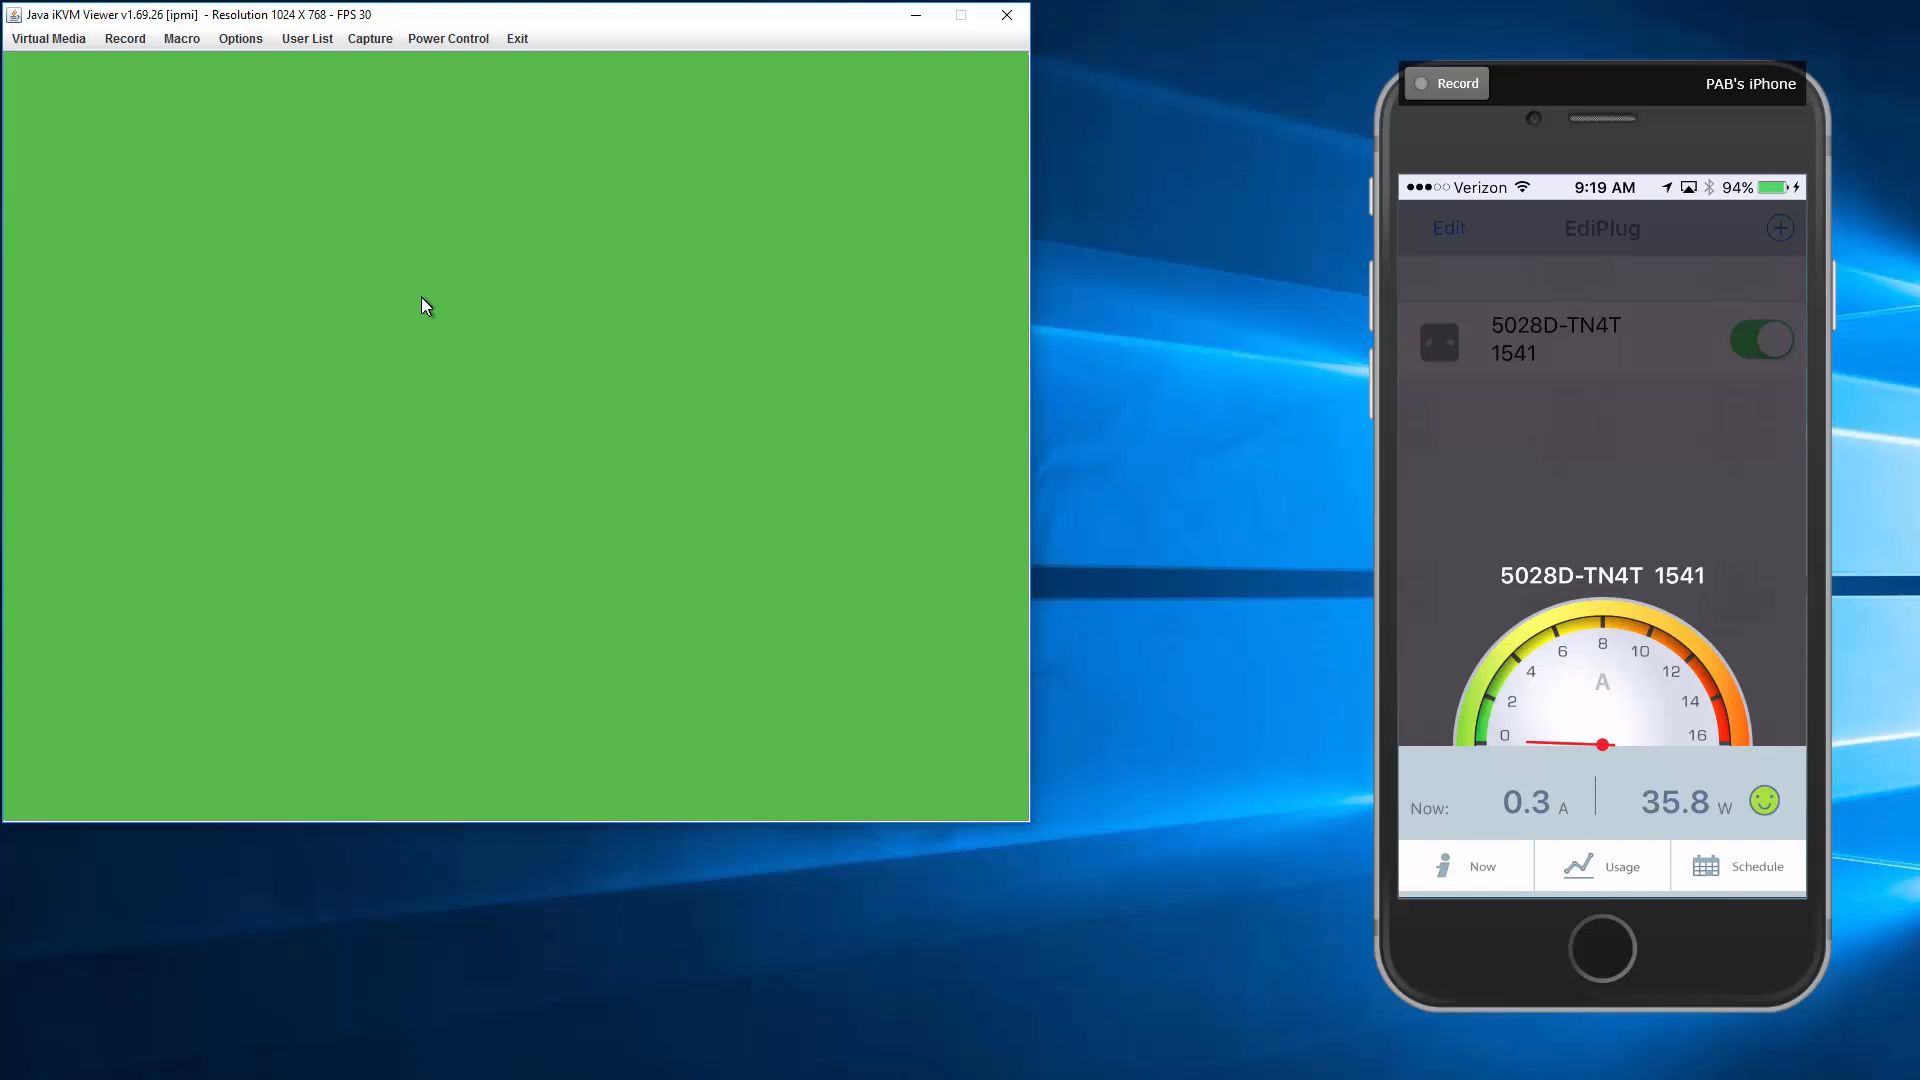 Java iKVM Viewer v1.69.26 [ipmi] - Resolution 1024 X 768 - FPS 30
Virtual Media Record Macro Options User List Capture Power Control Exit
Record
PAB's iPhone
Verizon 9:19 AM 94%
Edit EdiPlug
5028D-TN4T
1541
5028D-TN4T 1541
0 2 4 6 8 10 12 14 16
A
Now: 0.3 A 35.8 W
Now Usage Schedule